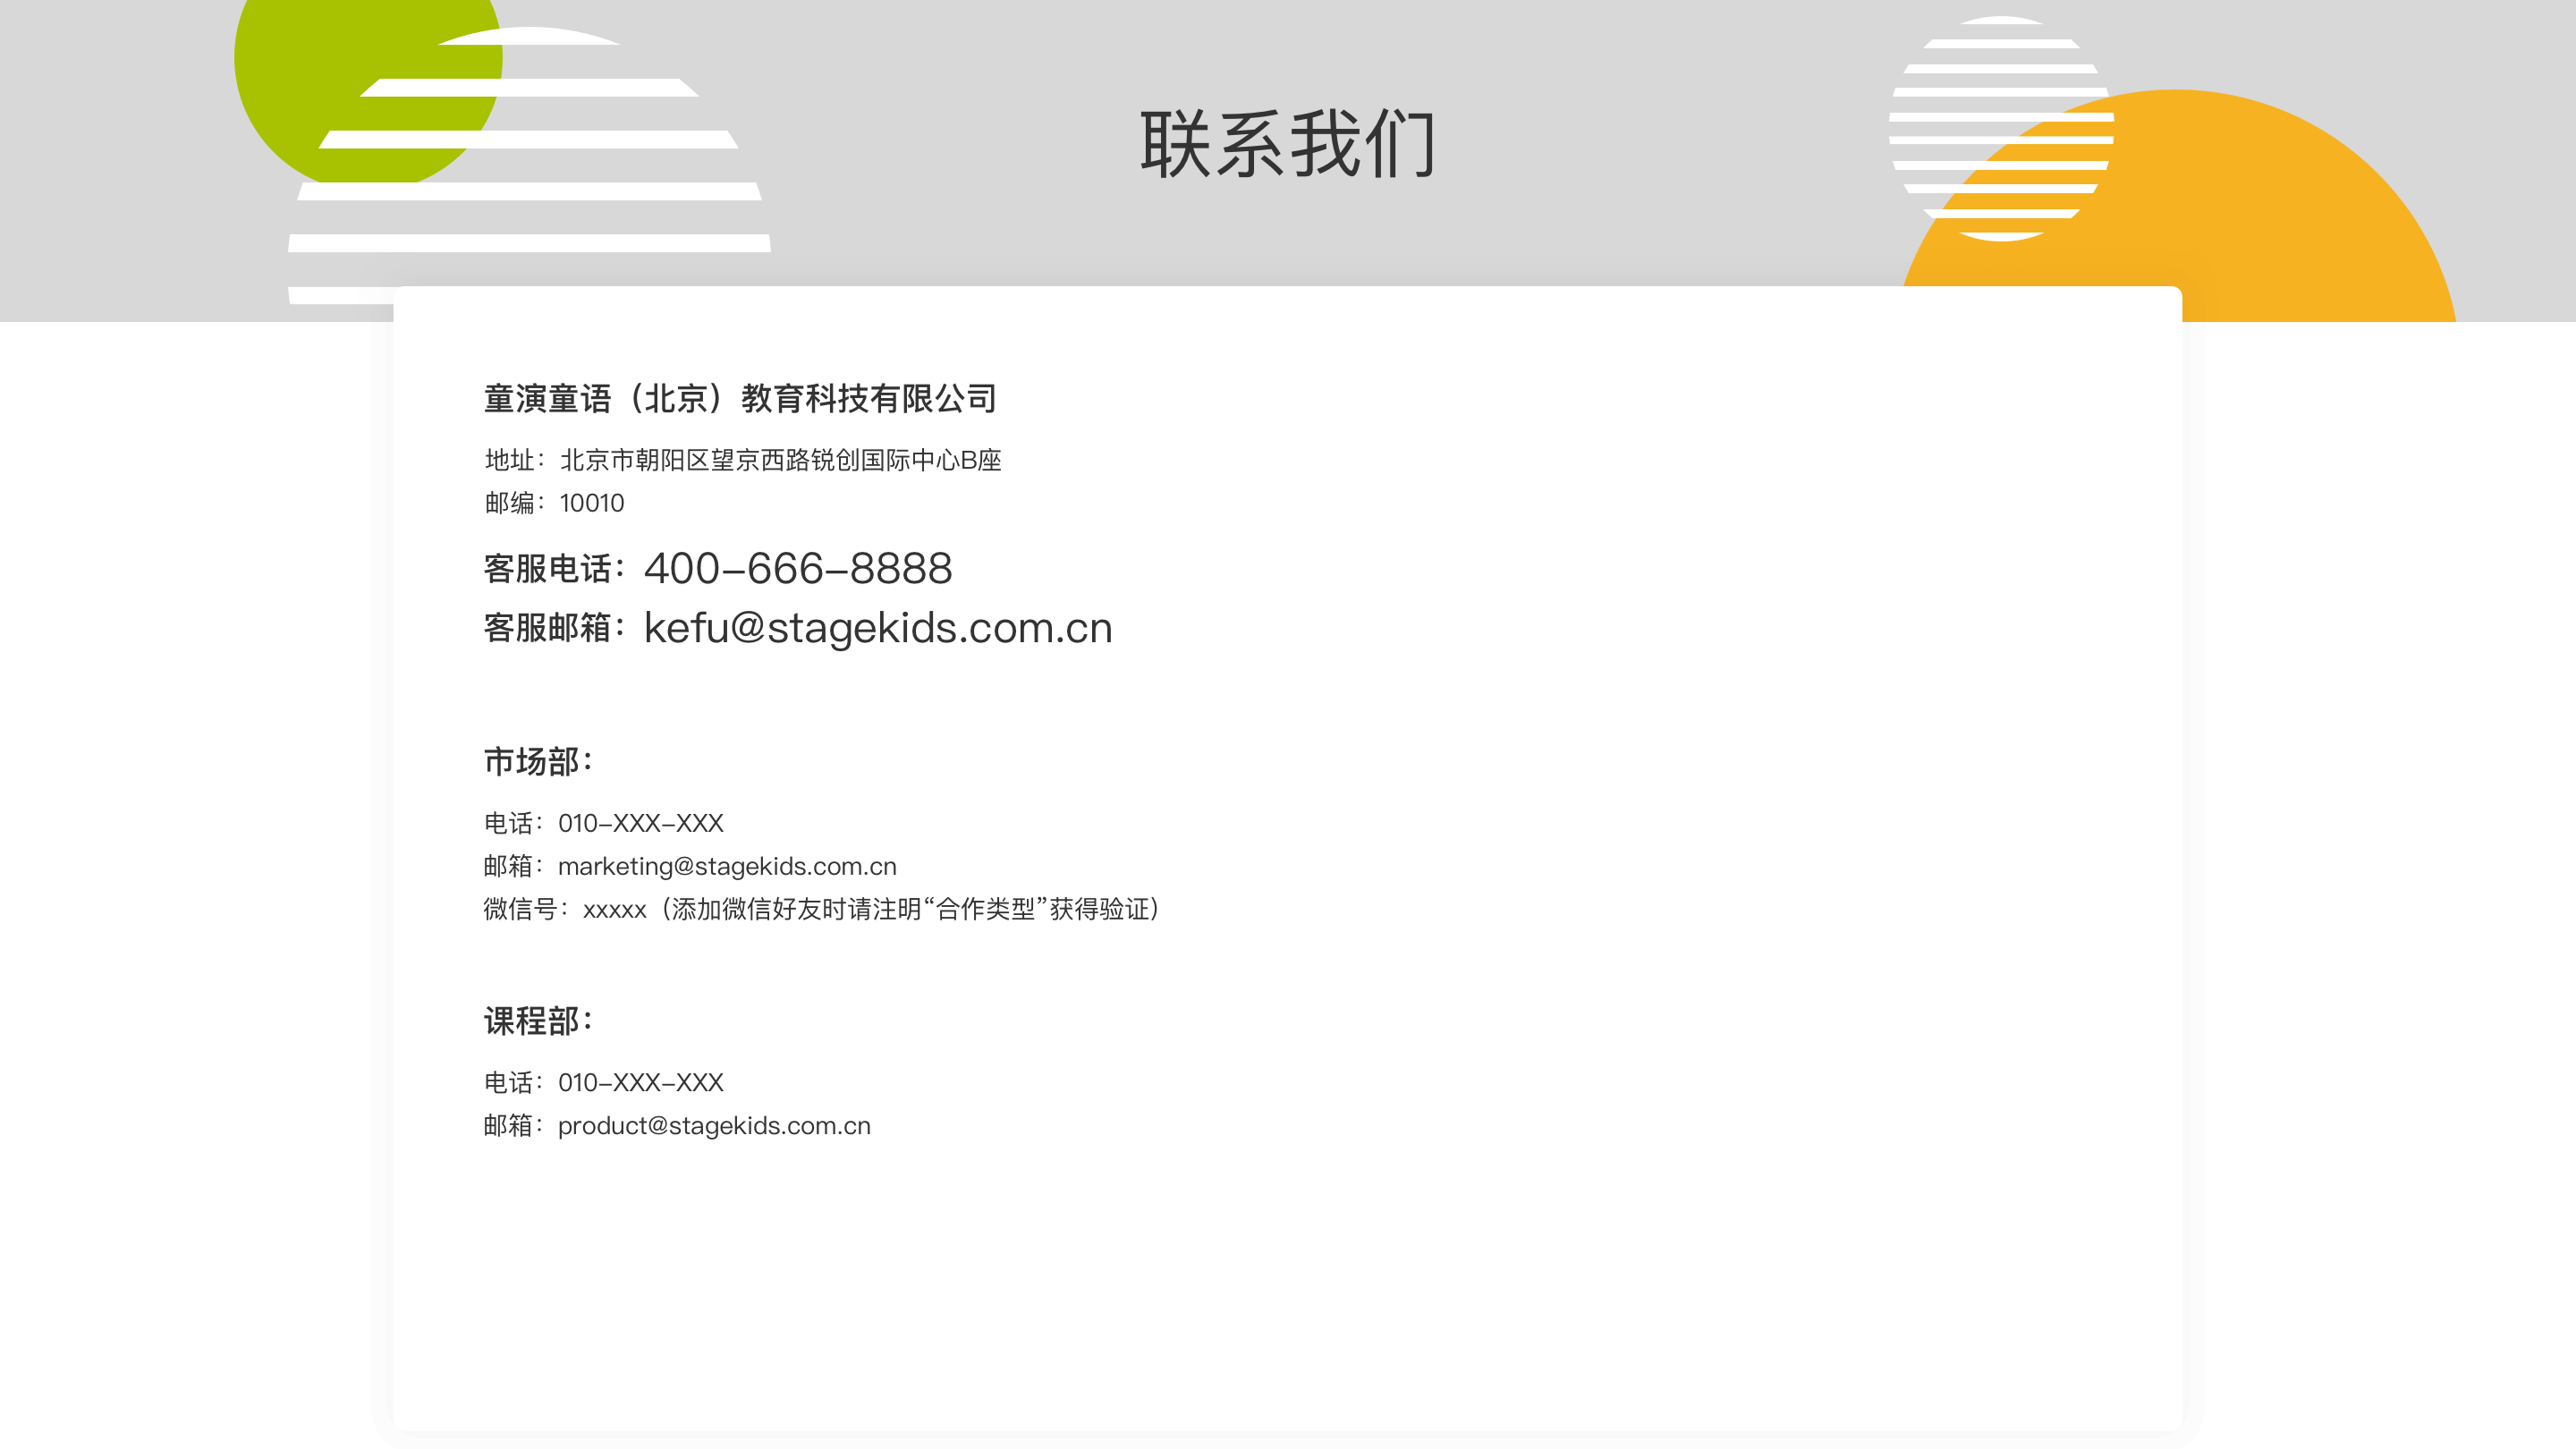 联系我们
童演童语（北京）教育科技有限公司
地址：北京市朝阳区望京西路锐创国际中心B座
邮编：10010
客服电话：400-666-8888
客服邮箱：kefu@stagekids.com.cn
市场部：
电话：010-XXX-XXX
邮箱：marketing@stagekids.com.cn
微信号：xxxxx（添加微信好友时请注明“合作类型”获得验证）
课程部：
电话：010-XXX-XXX
邮箱：product@stagekids.com.cn